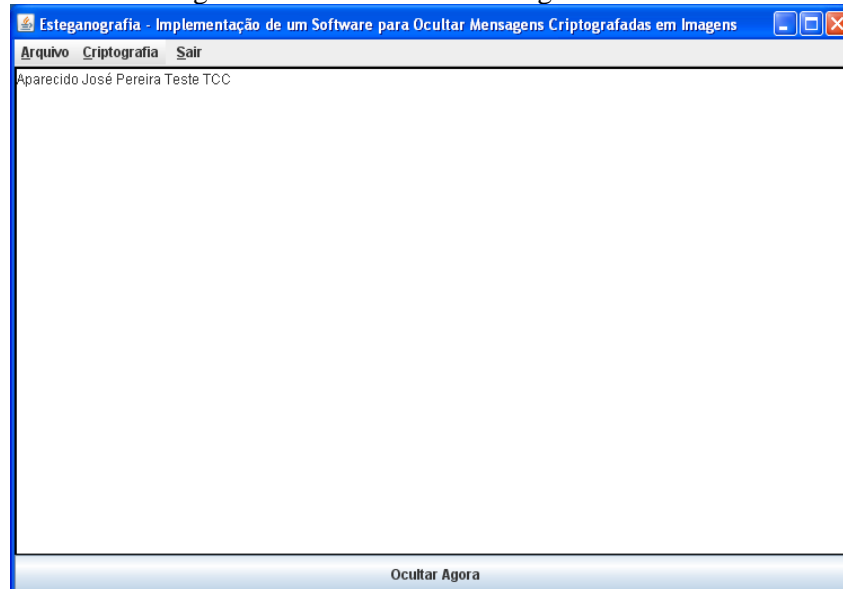 Esteganografia - Implementação de um Software para Ocultar Mensagens Criptografadas em Imagens
Arquivo Criptografia Sair
Aparecido José Pereira Teste TCC
Ocultar Agora